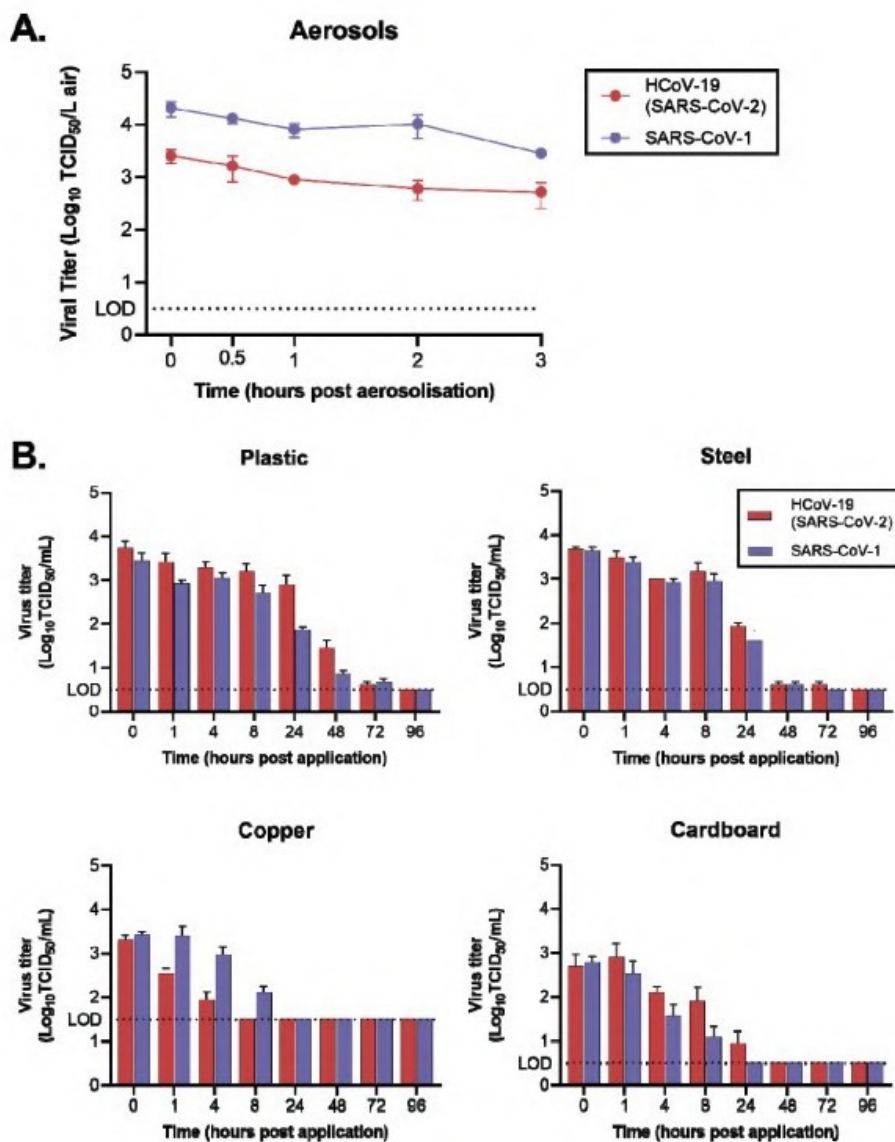 A.
Aerosols
Viral Titer (Log10 TCID50/L air)
5
4
3
2
1
LOD
0
0 0.5 1 2 3
Time (hours post aerosolisation)
HCoV-19
(SARS-CoV-2)
SARS-CoV-1
B.
Plastic
Virus titer
(Log10TCID50/mL)
5
4
3
2
1
LOD
0
0 1 4 8 24 48 72 96
Time (hours post application)
Steel
Virus titer
(Log10TCID50/mL)
5
4
3
2
1
LOD
0
0 1 4 8 24 48 72 96
Time (hours post application)
HCoV-19
(SARS-CoV-2)
SARS-CoV-1
Copper
Virus titer
(Log10TCID50/mL)
5
4
3
2
LOD
1
0
0 1 4 8 24 48 72 96
Time (hours post application)
Cardboard
Virus titer
(Log10TCID50/mL)
5
4
3
2
1
LOD
0
0 1 4 8 24 48 72 96
Time (hours post application)